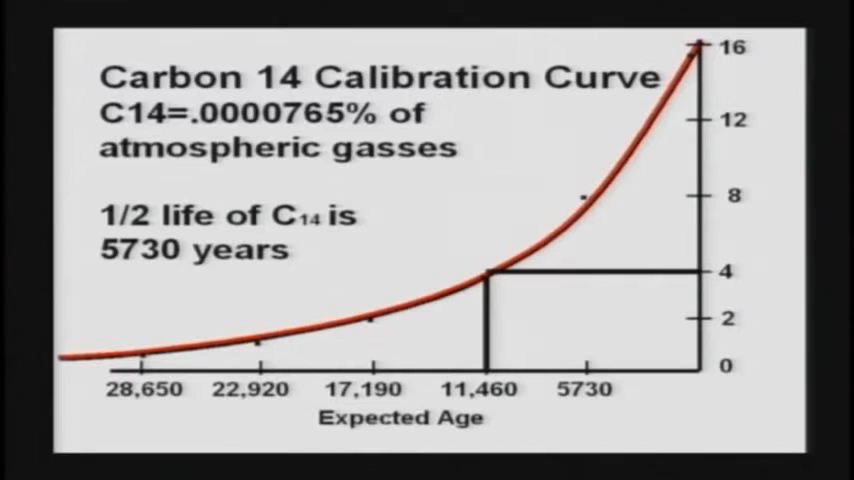 Carbon 14 Calibration Curve
C14=.0000765% of
atmospheric gasses
1/2 life of C14 is
5730 years
16
12
8
4
2
0
28,650 22,920 17,190 11,460 5730
Expected Age